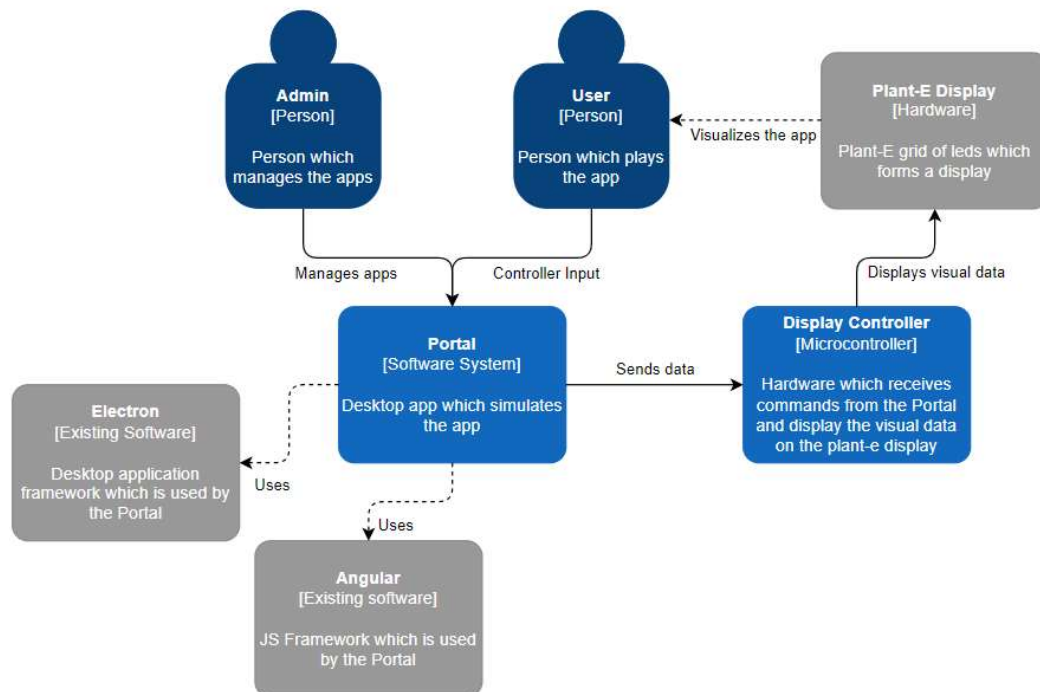 Admin
[Person]
Person which
manages the apps
User
[Person]
Person which plays
the app
Plant-E Display
[Hardware]
Plant-E grid of leds which
forms a display
Visualizes the app
Manages apps
Controller Input
Displays visual data
Portal
[Software System]
Desktop app which simulates
the app
Sends data
Display Controller
[Microcontroller]
Hardware which receives
commands from the Portal
and display the visual data
on the plant-e display
Electron
[Existing Software]
Desktop application
framework which is used by
the Portal
Uses
Uses
Angular
[Existing software]
JS Framework which is used
by the Portal